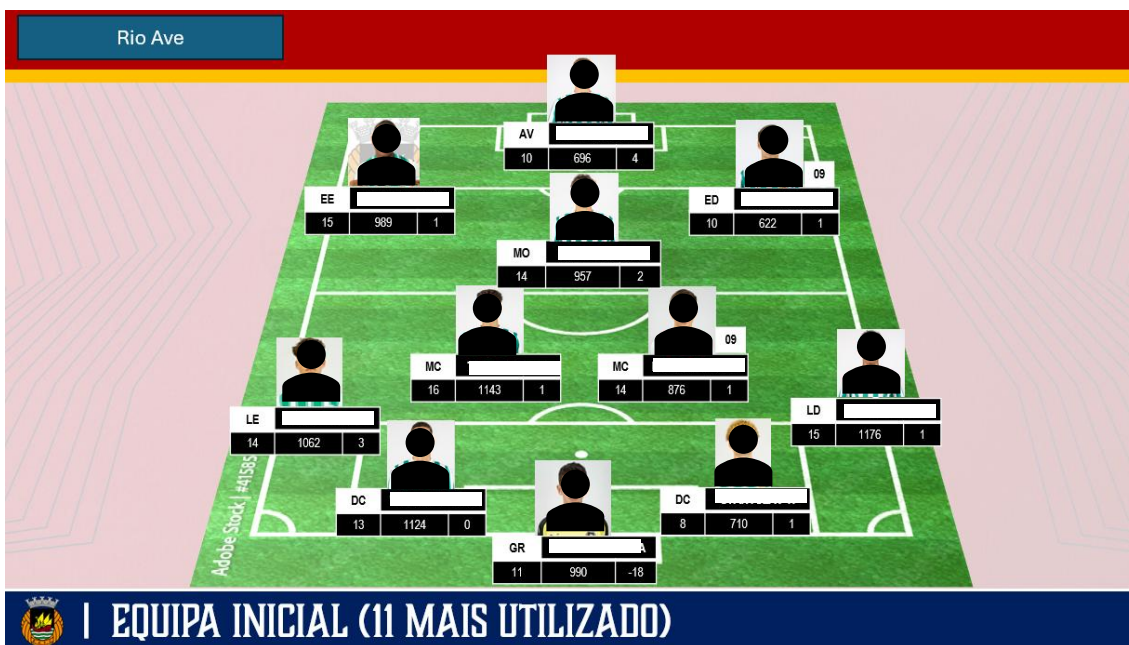 Rio Ave
AV
10 696 4
EE
15 989 1
09
ED
10 622 1
MO
14 957 2
MC
16 1143 1
09
MC
14 876 1
LE
14 1062 3
LD
15 1176 1
DC
13 1124 0
DC
8 710 1
GR A
11 990 -18
Adobe Stock | #41585
| EQUIPA INICIAL (11 MAIS UTILIZADO)